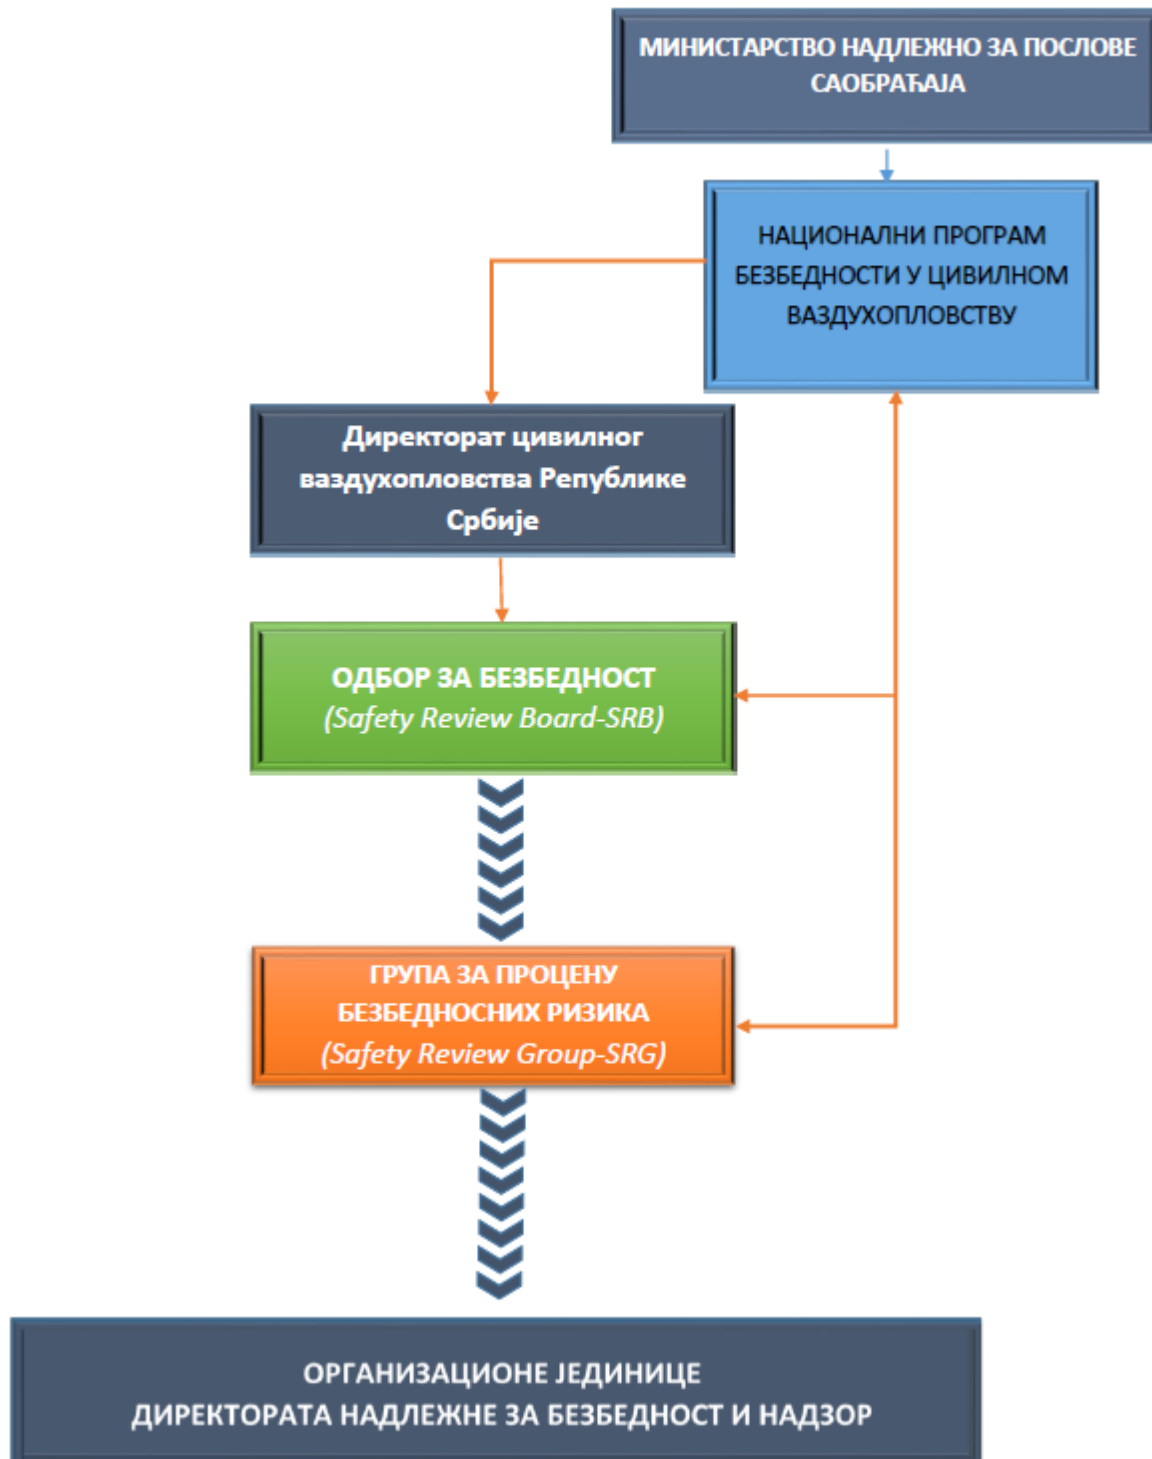 МИНИСТАРСТВО НАДЛЕЖНО ЗА ПОСЛОВЕ
САОБРАЋАЈА
НАЦИОНАЛНИ ПРОГРАМ
БЕЗБЕДНОСТИ У ЦИВИЛНОМ
ВАЗДУХОПЛОВСТВУ
Директорат цивилног
ваздухопловства Републике
Србије
ОДБОР ЗА БЕЗБЕДНОСТ
(Safety Review Board-SRB)
ГРУПА ЗА ПРОЦЕНУ
БЕЗБЕДНОСНИХ РИЗИКА
(Safety Review Group-SRG)
ОРГАНИЗАЦИОНЕ ЈЕДИНИЦЕ
ДИРЕКТОРАТА НАДЛЕЖНЕ ЗА БЕЗБЕДНОСТ И НАДЗОР